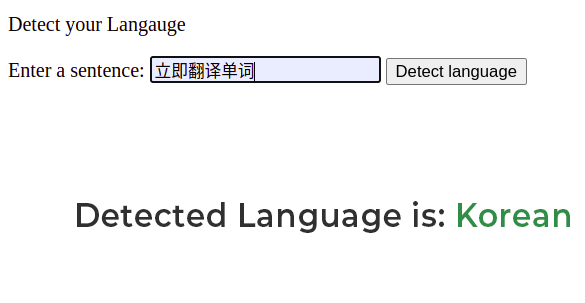 Detect your Langauge
Enter a sentence: 立即翻译单词 Detect language
Detected Language is: Korean